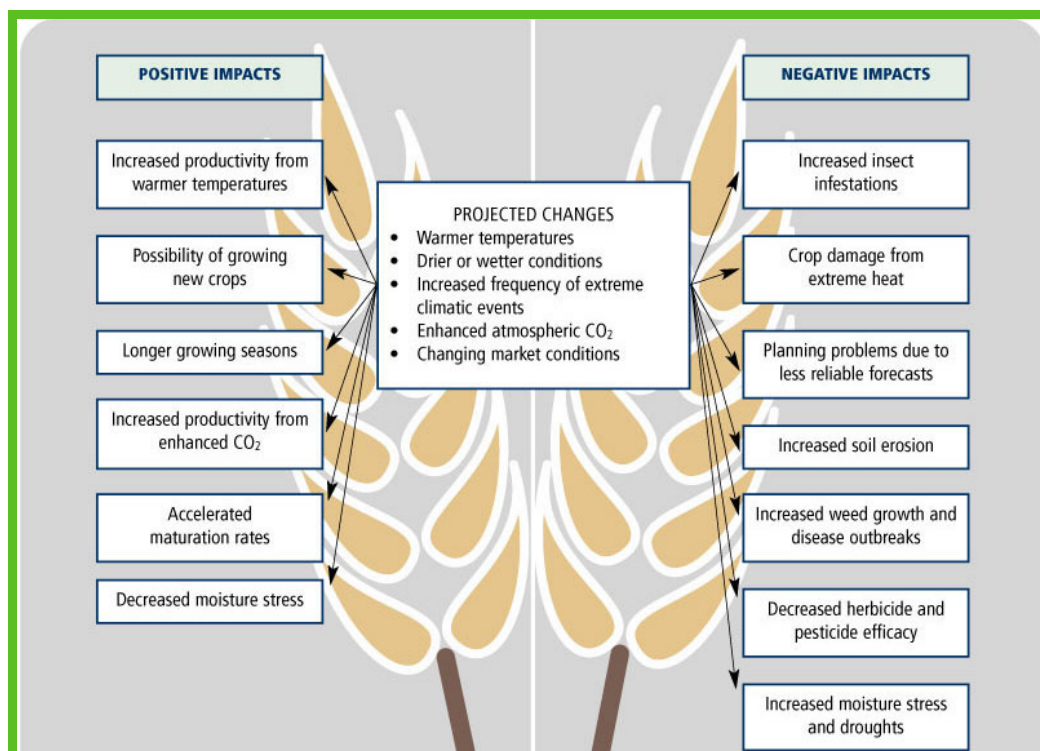 POSITIVE IMPACTS
Increased productivity from
warmer temperatures
Possibility of growing
new crops
Longer growing seasons
Increased productivity from
enhanced CO₂
Accelerated
maturation rates
Decreased moisture stress
PROJECTED CHANGES
• Warmer temperatures
• Drier or wetter conditions
• Increased frequency of extreme
climatic events
• Enhanced atmospheric CO₂
• Changing market conditions
NEGATIVE IMPACTS
Increased insect
infestations
Crop damage from
extreme heat
Planning problems due to
less reliable forecasts
Increased soil erosion
Increased weed growth and
disease outbreaks
Decreased herbicide and
pesticide efficacy
Increased moisture stress
and droughts